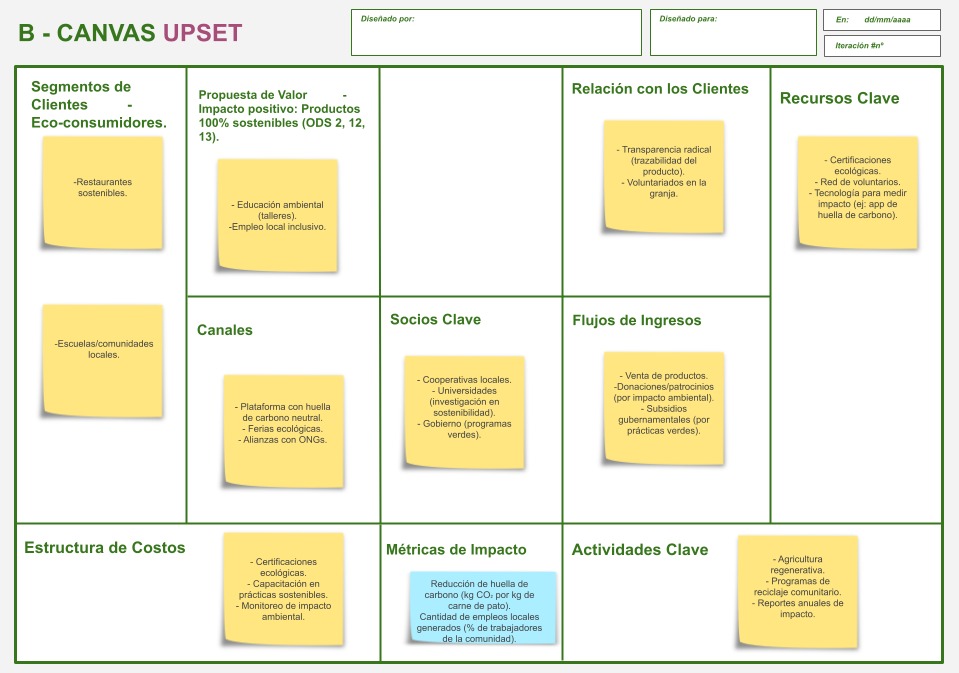 B - CANVAS UPSET
Diseñado por:
Diseñado para:
En: dd/mm/aaaa
Iteración #nº
Segmentos de
Clientes -
Eco-consumidores.
-Restaurantes
sostenibles.
-Escuelas/comunidades
locales.
Propuesta de Valor -
Impacto positivo: Productos
100% sostenibles (ODS 2, 12,
13).
- Educación ambiental
(talleres).
-Empleo local inclusivo.
Relación con los Clientes
- Transparencia radical
(trazabilidad del
producto).
- Voluntariados en la
granja.
Recursos Clave
- Certificaciones
ecológicas.
- Red de voluntarios.
- Tecnología para medir
impacto (ej: app de
huella de carbono).
Canales
- Plataforma con huella
de carbono neutral.
- Ferias ecológicas.
- Alianzas con ONGs.
Socios Clave
- Cooperativas locales.
- Universidades
(investigación en
sostenibilidad).
- Gobierno (programas
verdes).
Flujos de Ingresos
- Venta de productos.
-Donaciones/patrocinios
(por impacto ambiental).
- Subsidios
gubernamentales (por
prácticas verdes).
Estructura de Costos
- Certificaciones
ecológicas.
- Capacitación en
prácticas sostenibles.
- Monitoreo de impacto
ambiental.
Métricas de Impacto
Reducción de huella de
carbono (kg CO₂ por kg de
carne de pato).
Cantidad de empleos locales
generados (% de trabajadores
de la comunidad).
Actividades Clave
- Agricultura
regenerativa.
- Programas de
reciclaje comunitario.
- Reportes anuales de
impacto.